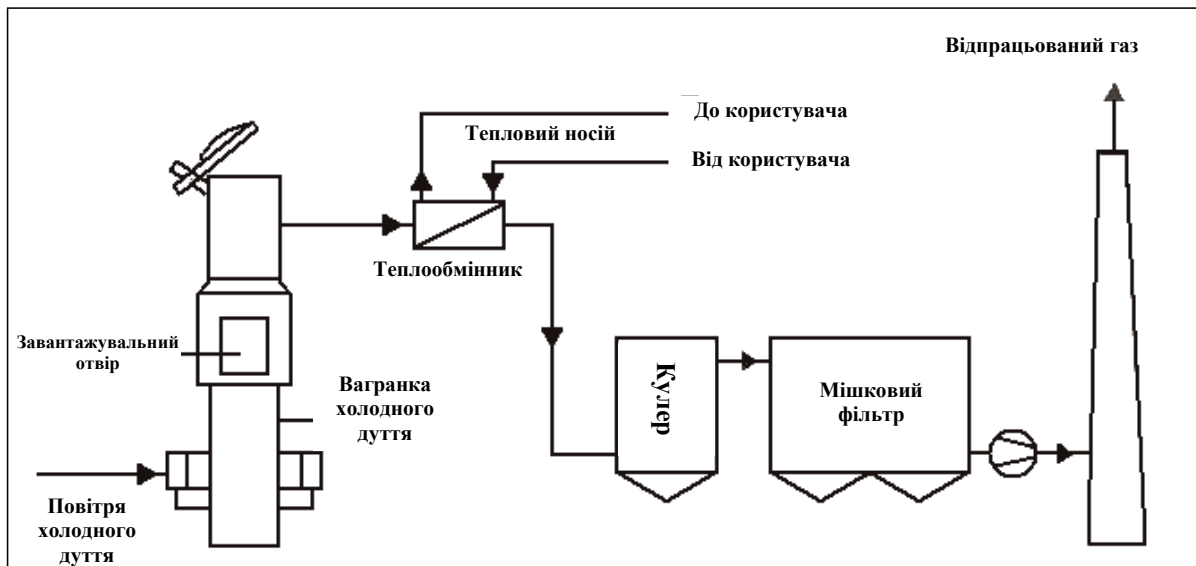 Відпрацьований газ
До користувача
Тепловий носій
Від користувача
Теплообмінник
Завантажувальний
отвір
Вагранка
холодного
дуття
Кулер
Мішковий
фільтр
Повітря
холодного
дуття